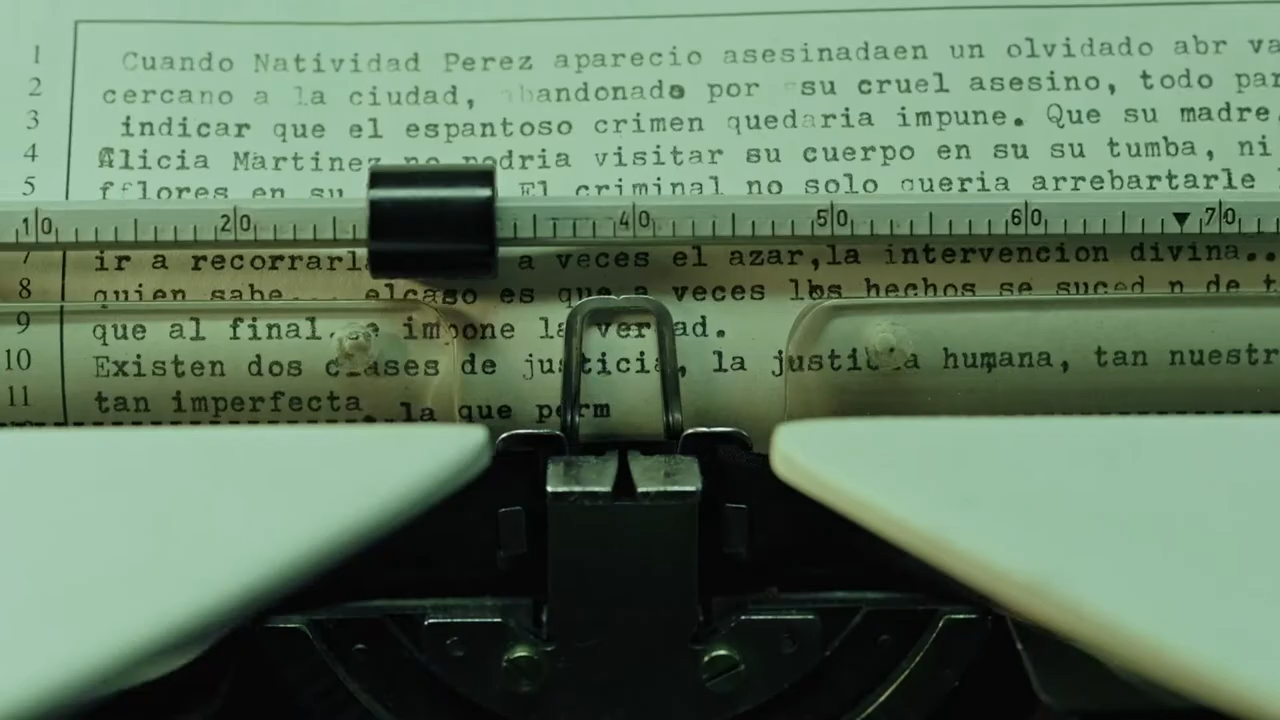 1 Cuando Natividad Perez aparecio asesinadaen un olvidado abr va
2 cercano a la ciudad, abandonado por su cruel asesino, todo par
3 indicar que el espantoso crimen quedaria impune. Que su madre
4 Alicia Martinez no podria visitar su cuerpo en su su tumba, ni
5 fflores en su El criminal no solo queria arrebartarle
10 20 40 50 60 70
7 ir a recorrarl a veces el azar,la intervencion divina..
8 quien sabe... elcaso es que a veces los hechos se suced n de t
9 que al final.se impone la verdad.
10 Existen dos clases de justicia, la justicia humana, tan nuestr
11 tan imperfecta la que perm